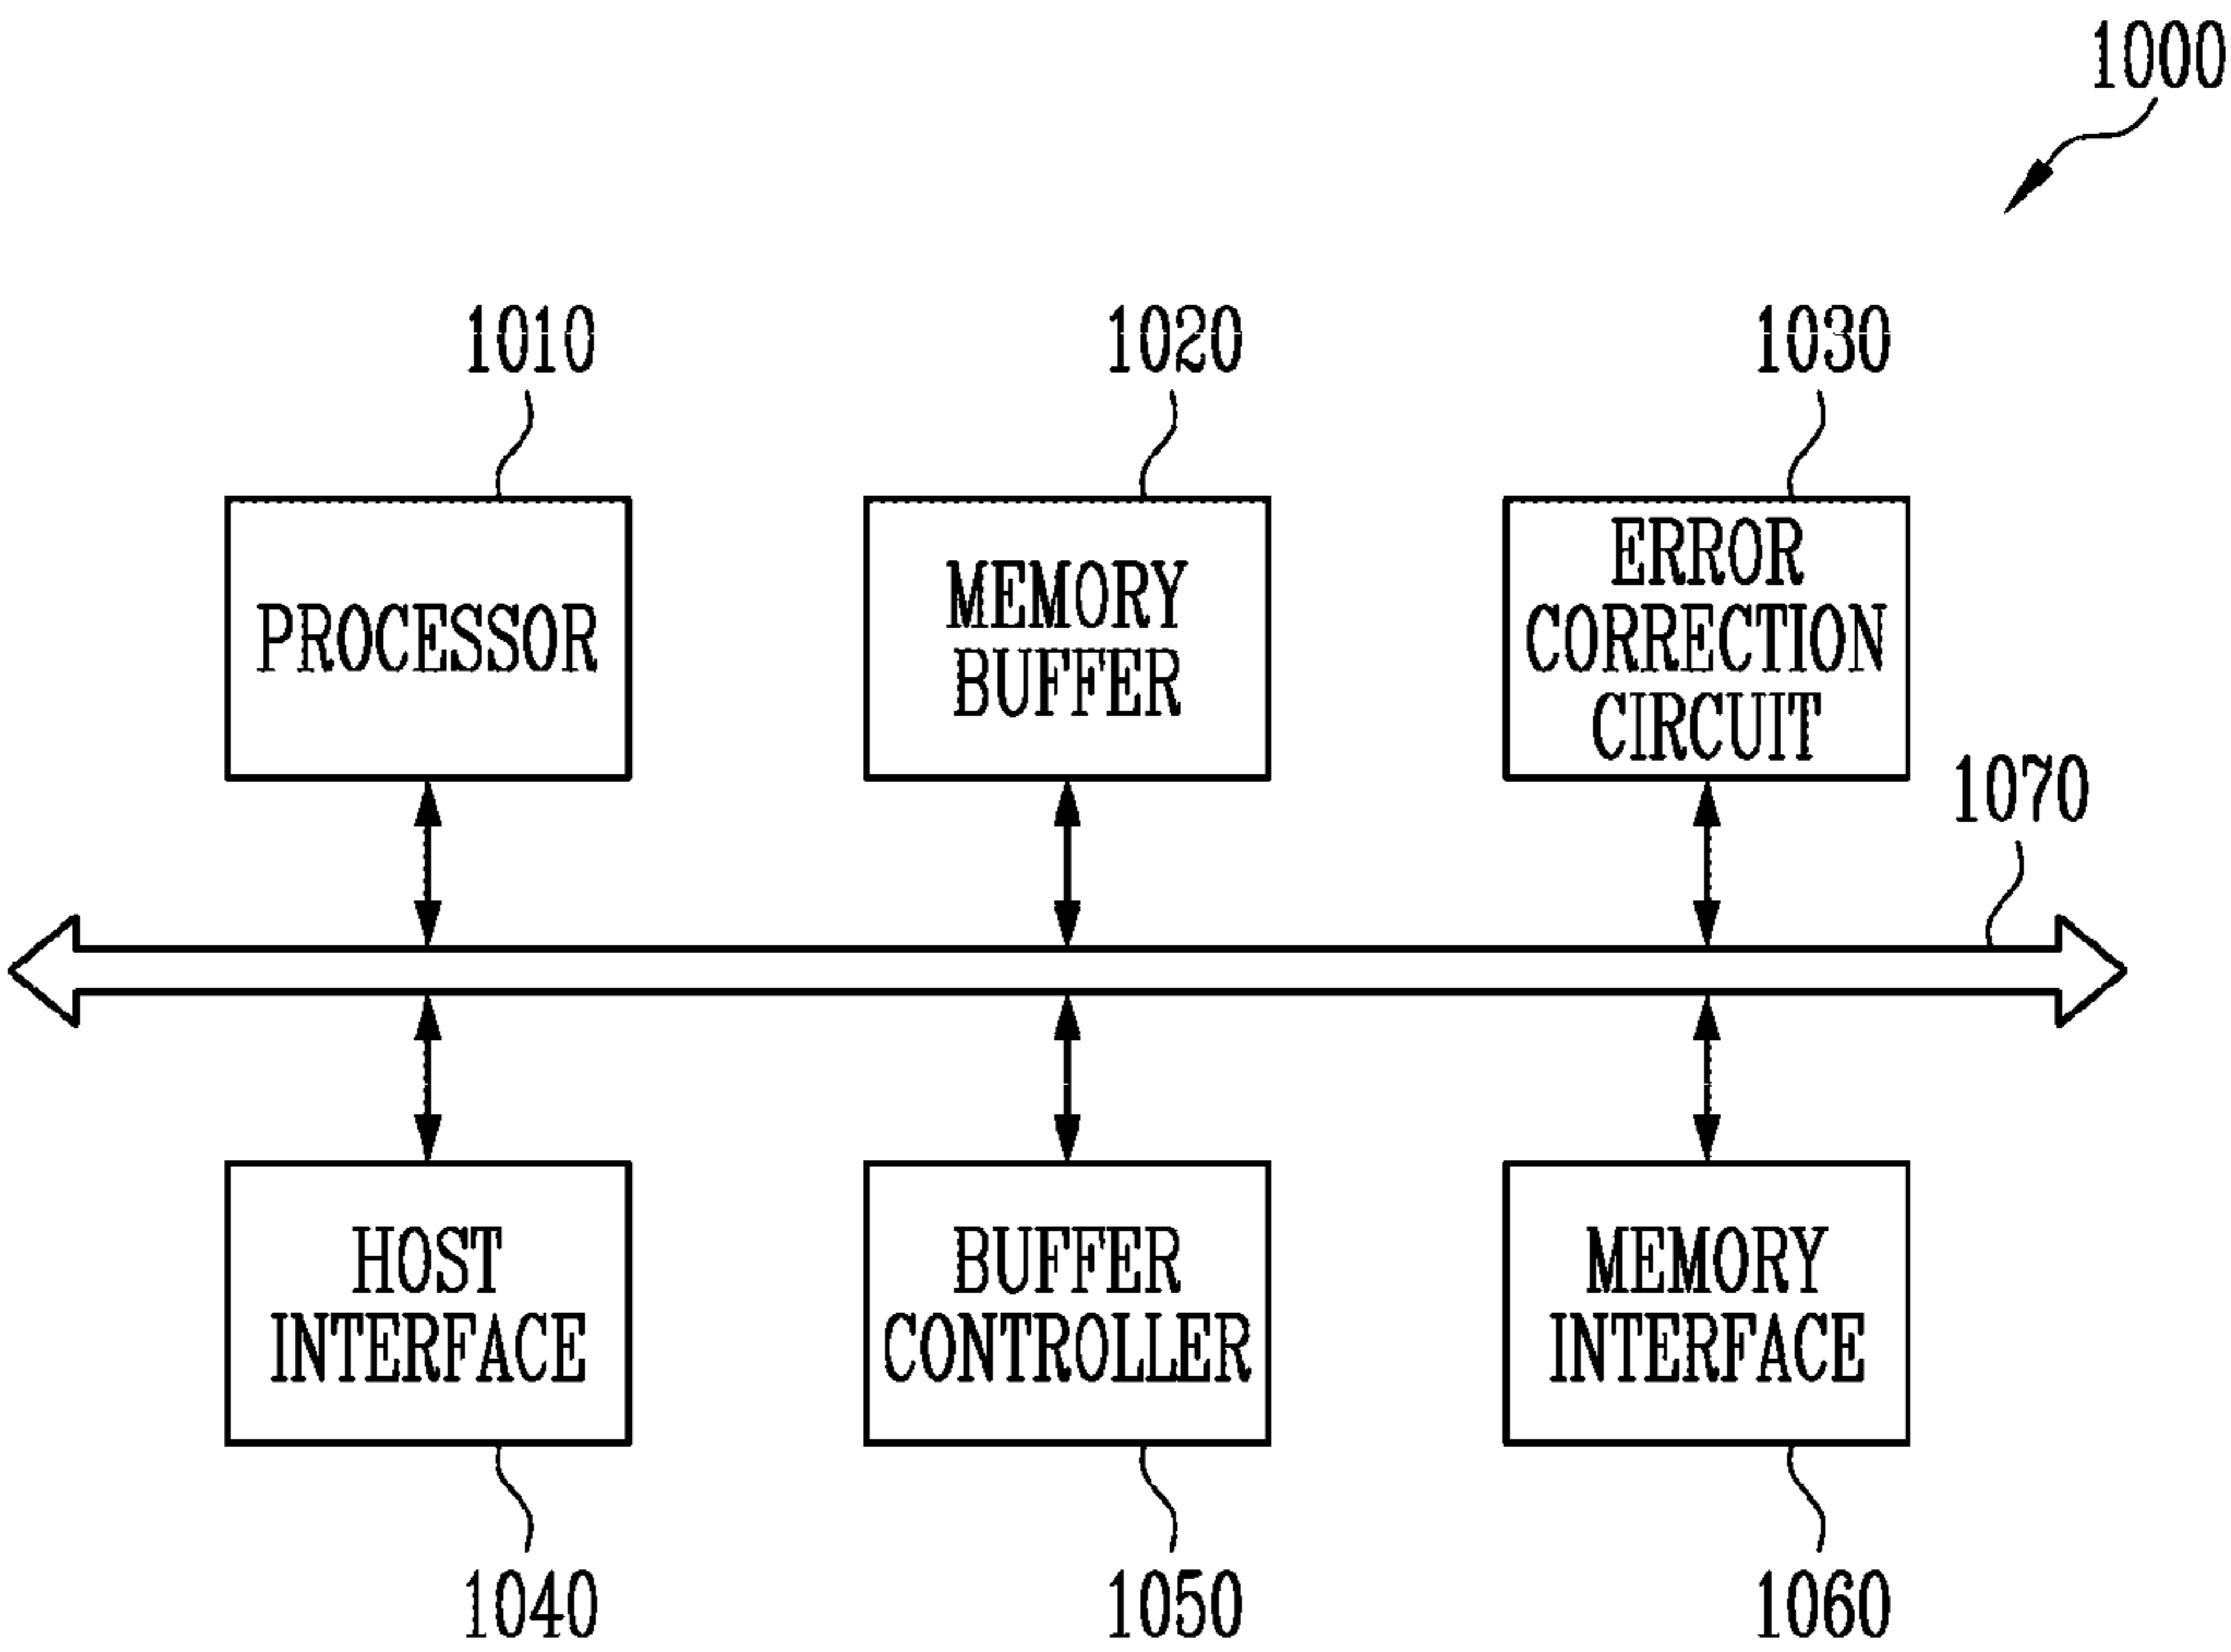 1000
1010
1020
1030
PROCESSOR
MEMORY
BUFFER
ERROR
CORRECTION
CIRCUIT
1070
HOST
INTERFACE
BUFFER
CONTROLLER
MEMORY
INTERFACE
1040
1050
1060